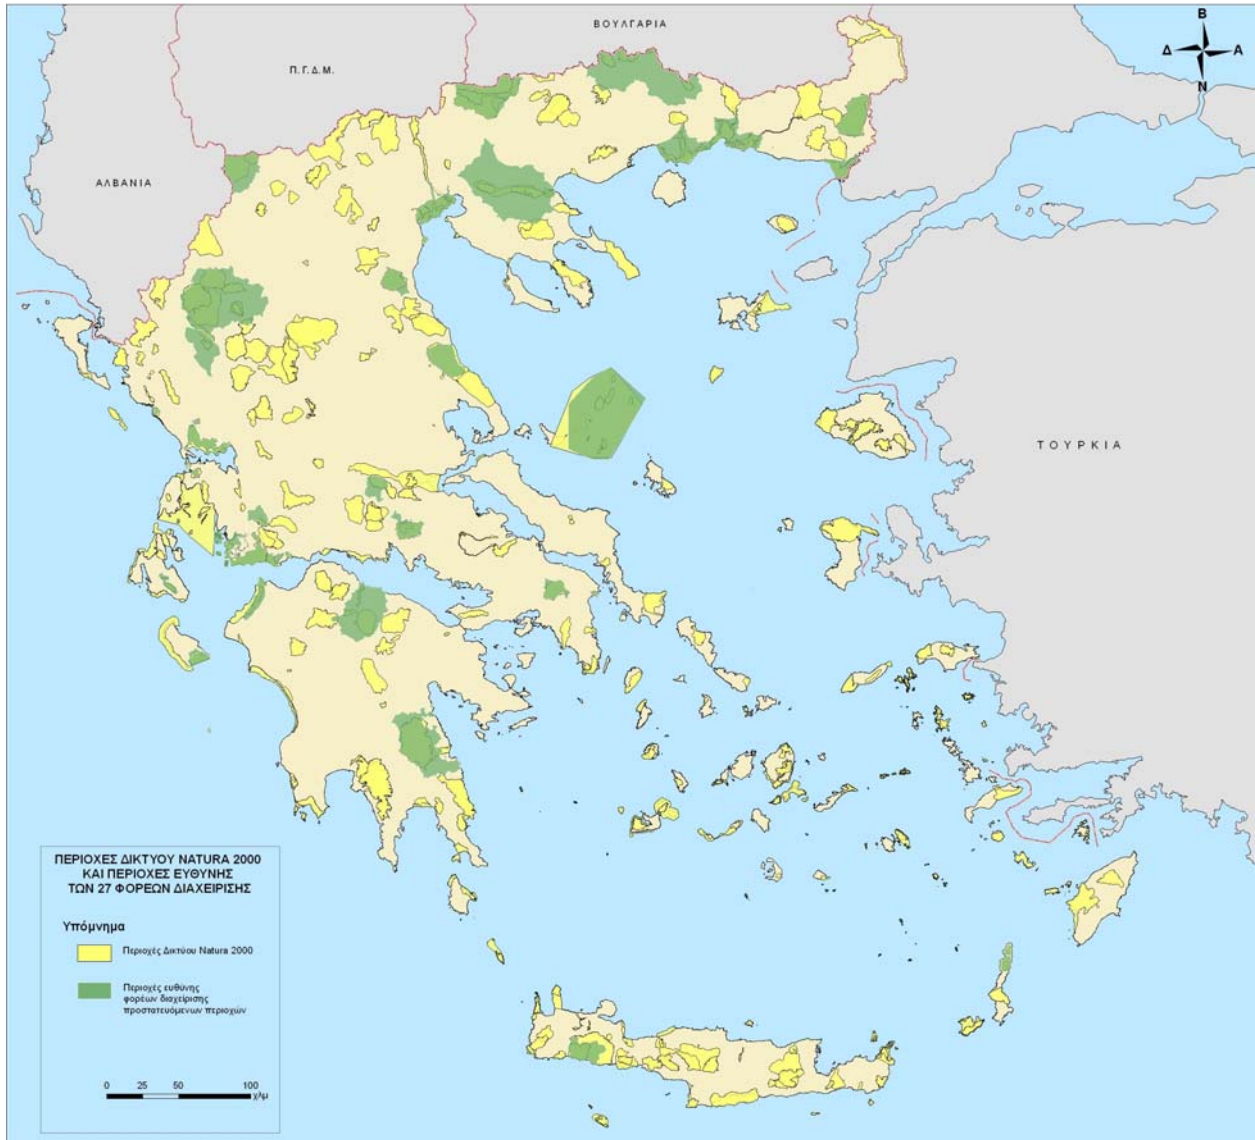 ΒΟΥΛΓΑΡΙΑ
Π.Γ.Δ.Μ.
ΑΛΒΑΝΙΑ
ΤΟΥΡΚΙΑ
Β
Δ Α
Ν
ΠΕΡΙΟΧΕΣ ΔΙΚΤΥΟΥ NATURA 2000
ΚΑΙ ΠΕΡΙΟΧΕΣ ΕΥΘΥΝΗΣ
ΤΩΝ 27 ΦΟΡΕΩΝ ΔΙΑΧΕΙΡΙΣΗΣ
Υπόμνημα
Περιοχές Δικτύου Natura 2000
Περιοχές ευθύνης
φορέων διαχείρισης
προστατευόμενων περιοχών
0 25 50 100
χλμ